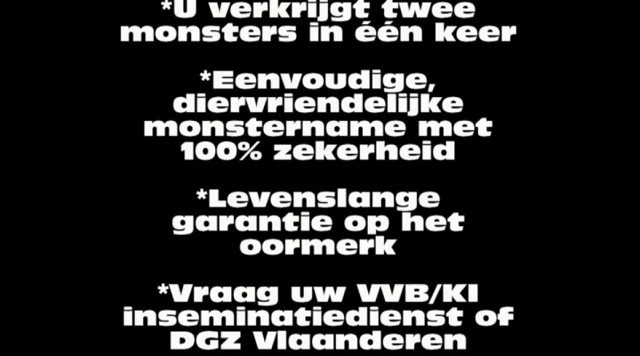 *U verkrijgt twee
monsters in één keer
*Eenvoudige,
diervriendelijke
monstername met
100% zekerheid
*Levenslange
garantie op het
oormerk
*Vraag uw VVB/KI
inseminatiedienst of
DGZ Vlaanderen